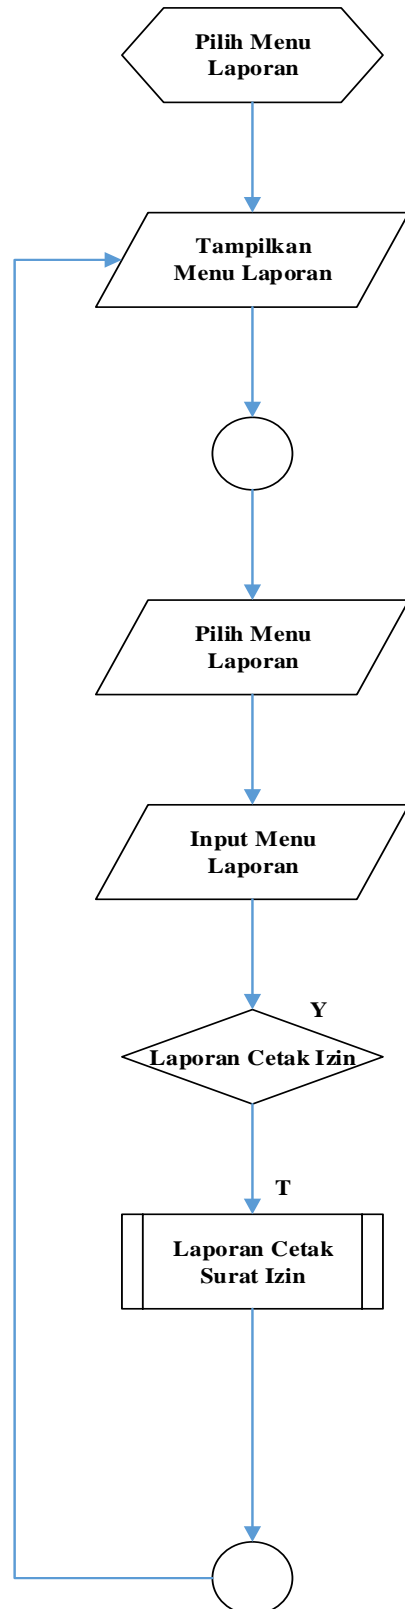 Pilih Menu
Laporan
Tampilkan
Menu Laporan
Pilih Menu
Laporan
Input Menu
Laporan
Y
Laporan Cetak Izin
T
Laporan Cetak
Surat Izin